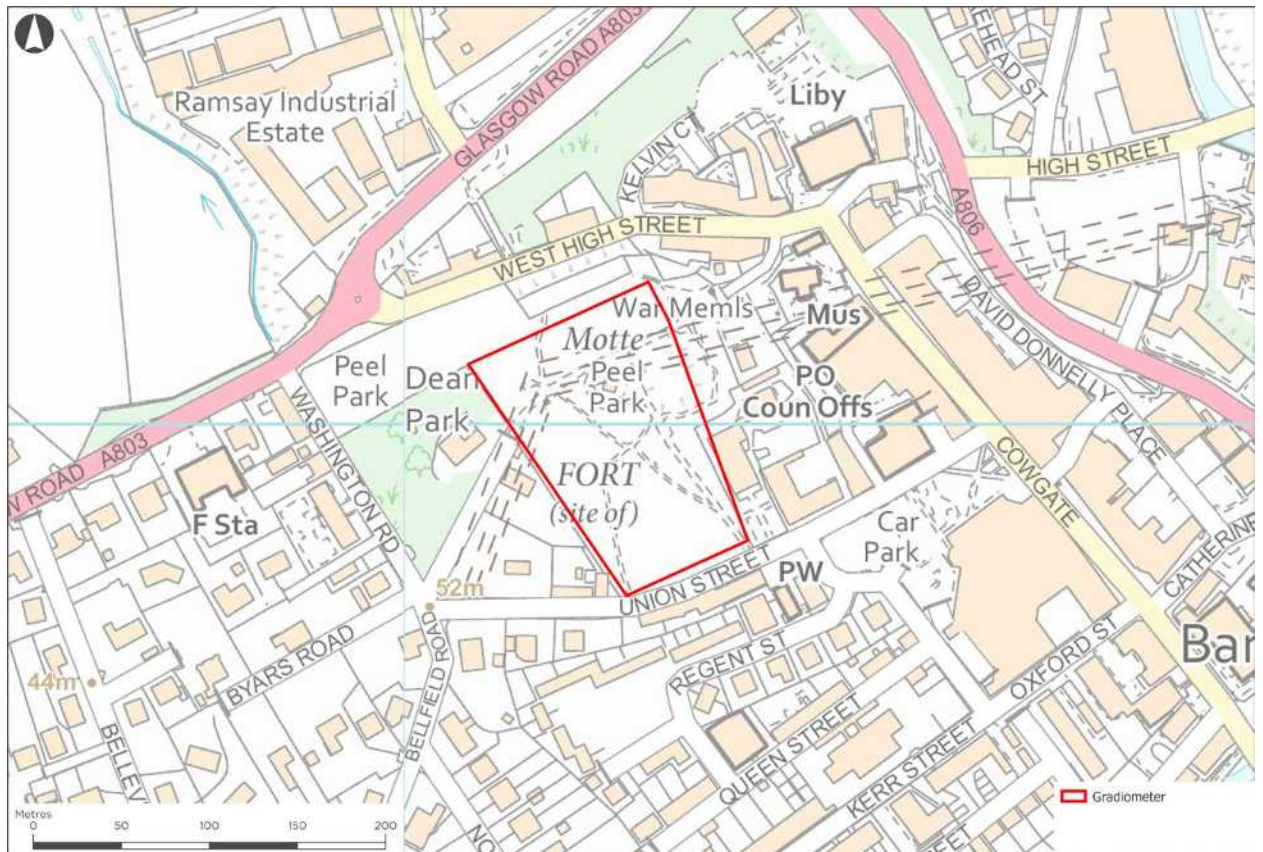 Ramsay Industrial
Estate
GLASGOW ROAD A803
Liby
KELVIN CT
HIGH STREET
WEST HIGH STREET
A806
War Memls
Motte
Peel
Park
Mus
DAVID DONNELLY PLACE
Peel
Park
Dean
Park
PO
Coun Offs
A803
WASHINGTON RD
COWGATE
FORT
(site of)
F Sta
Car
Park
CATHERINE
52m
UNION STREET
PW
BYARS ROAD
BELLFIELD ROAD
REGENT ST
OXFORD ST
44m
QUEEN STREET
KERR STREET
Gradiometer
Metres
0 50 100 150 200